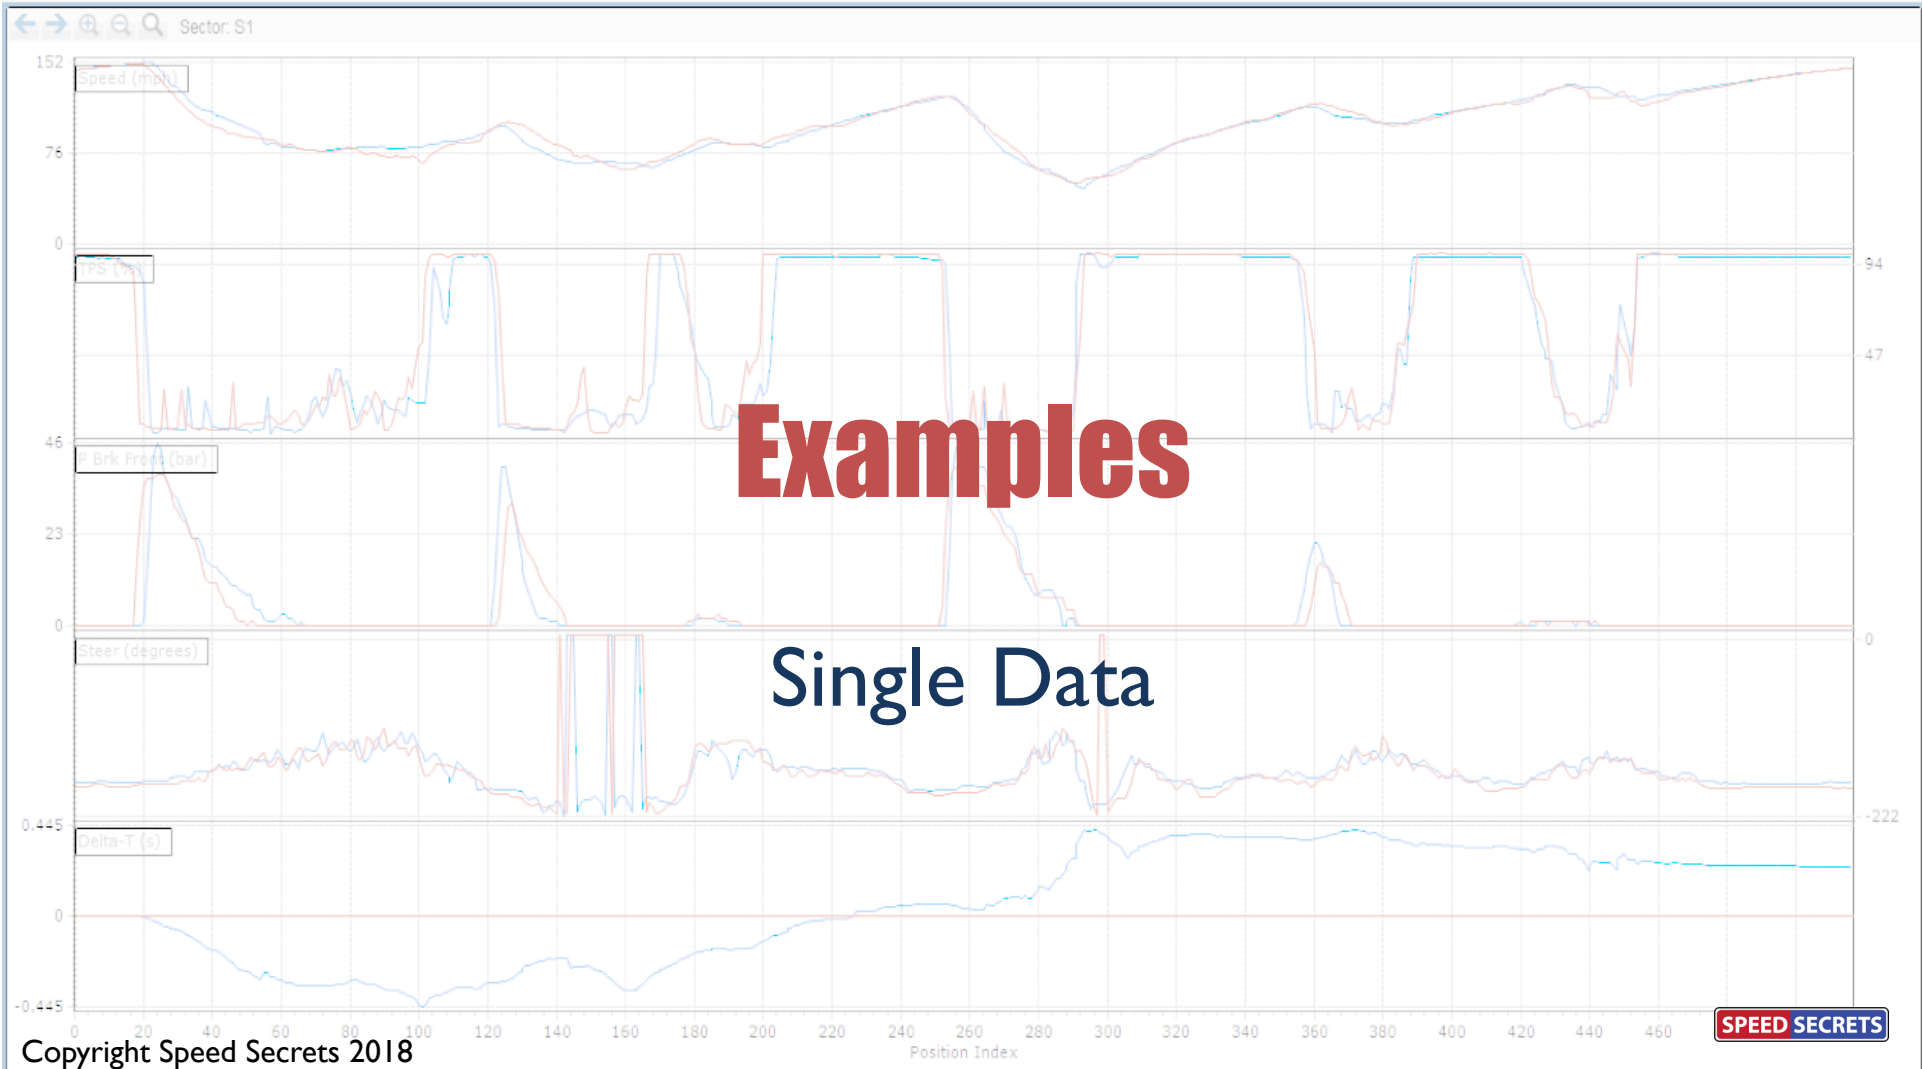 Sector: S1
152
Speed (mph)
76
0
TPS (%)
94
47
46
P Brk Front (bar)
23
0
Examples
Steer (degrees)
0
Single Data
-222
0.445
Delta-T (s)
0
-0.445
0 20 40 60 80 100 120 140 160 180 200 220 240 260 280 300 320 340 360 380 400 420 440 460
Position Index
SPEED SECRETS
Copyright Speed Secrets 2018